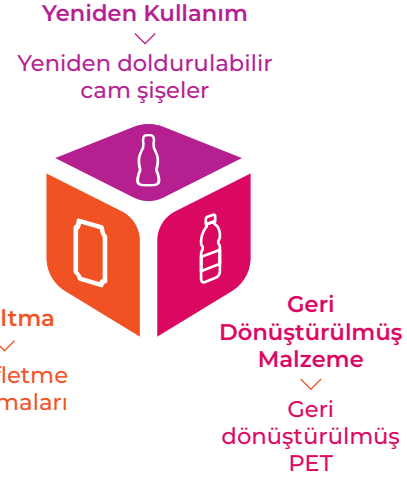 Yeniden Kullanım
Yeniden doldurulabilir
cam şişeler
Geri
Dönüştürülmüş
Malzeme
Geri
dönüştürülmüş
PET